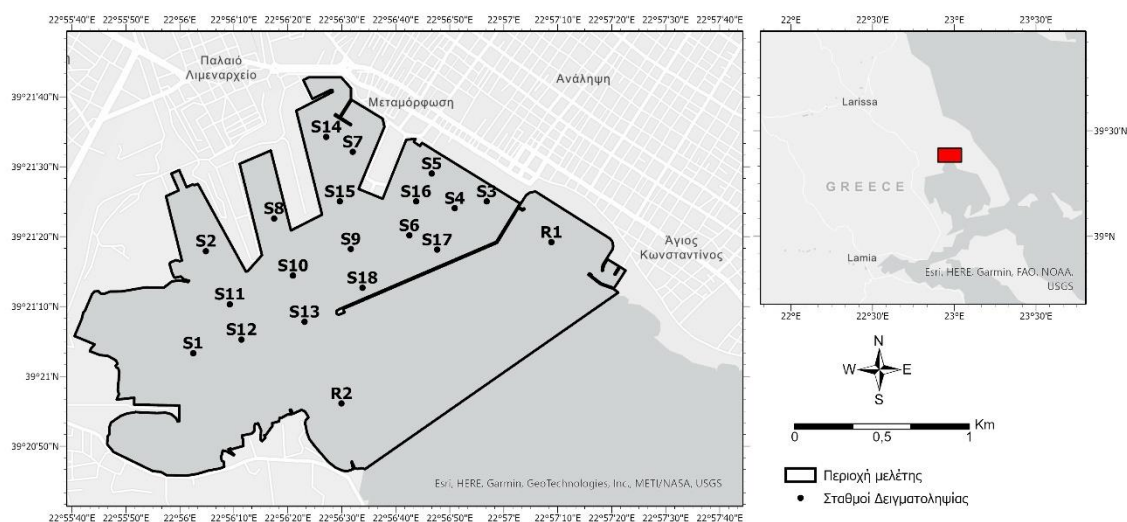 22°55'40"E 22°55'50"E 22°56'E 22°56'10"E 22°56'20"E 22°56'30"E 22°56'40"E 22°56'50"E 22°57'E 22°57'10"E 22°57'20"E 22°57'30"E 22°57'40"E
Παλαιό
Λιμεναρχείο
Ανάληψη
Μεταμόρφωση
39°21'40"N
S14
S7
39°21'30"N
S5
S15
S16
S4
S3
S8
39°21'20"N
S6
S9
S17
R1
S2
Άγιος
Κωνσταντίνος
S10
S18
39°21'10"N
S11
S13
S12
S1
39°21'N
R2
39°20'50"N
Esri, HERE, Garmin, GeoTechnologies, Inc., METI/NASA, USGS
22°55'40"E 22°55'50"E 22°56'E 22°56'10"E 22°56'20"E 22°56'30"E 22°56'40"E 22°56'50"E 22°57'E 22°57'10"E 22°57'20"E 22°57'30"E 22°57'40"E
22°E 22°30'E 23°E 23°30'E
Larissa
39°30'N
GREECE
39°N
Lamia
Esri, HERE, Garmin, FAO, NOAA,
USGS
22°E 22°30'E 23°E 23°30'E
N
W E
S
Km
0 0,5 1
Περιοχή μελέτης
Σταθμοί Δειγματοληψίας